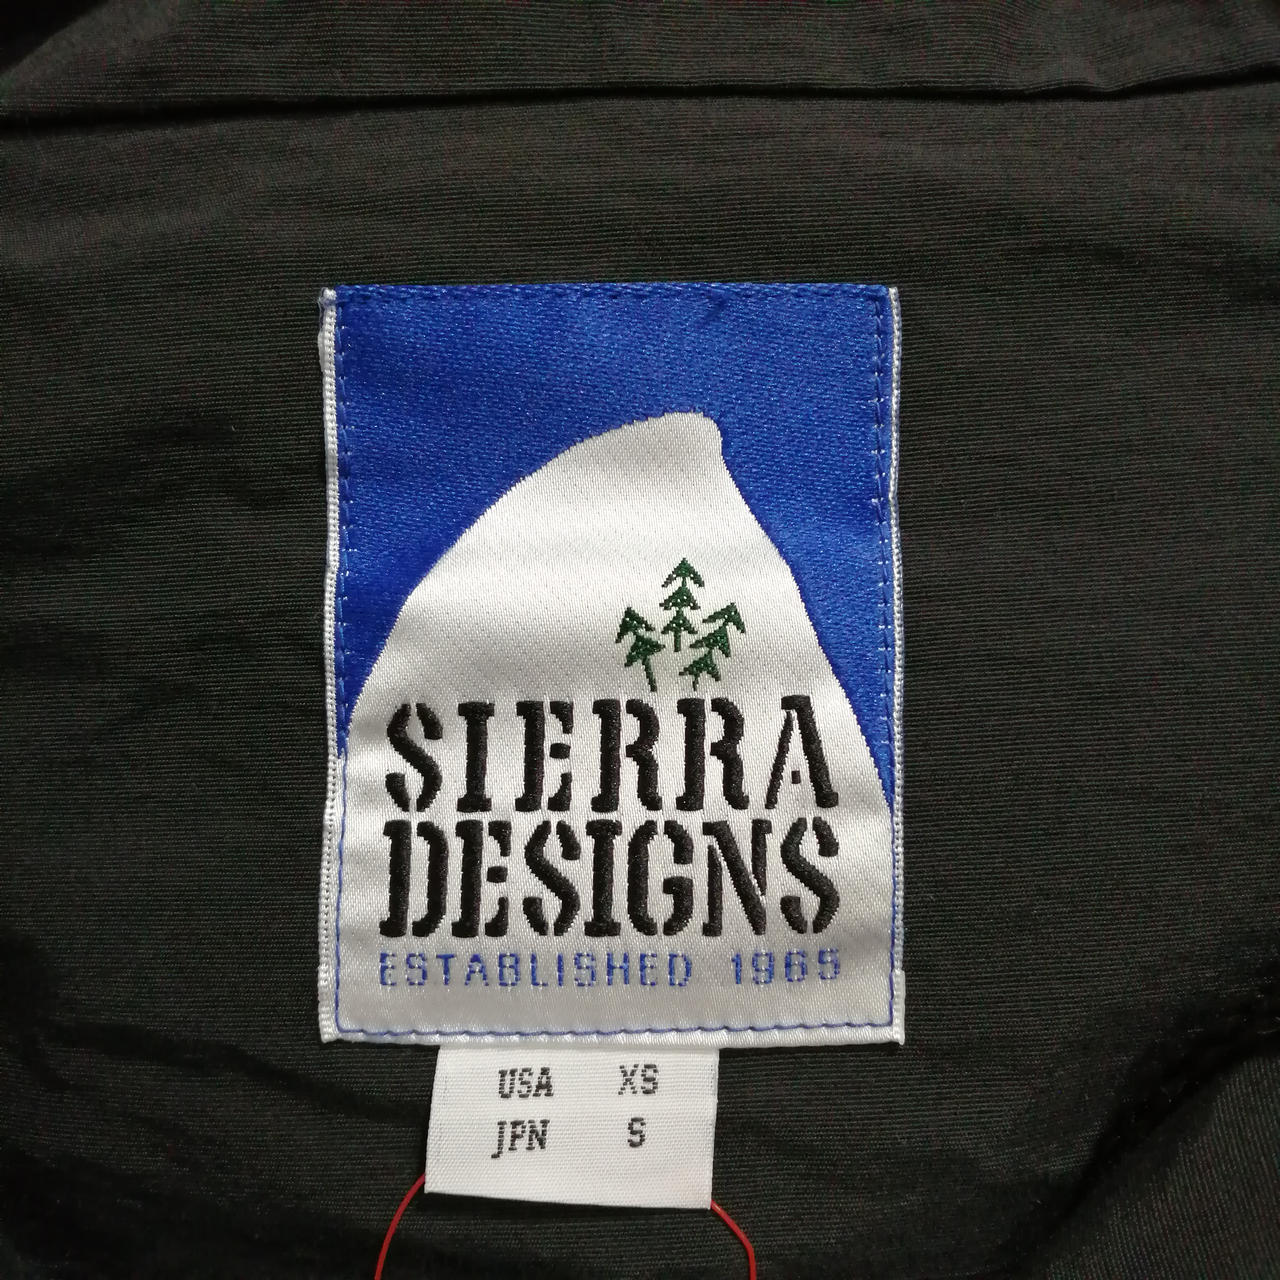 SIERRA
DESIGNS
ESTABLISHED 1965
USA XS
JPN S